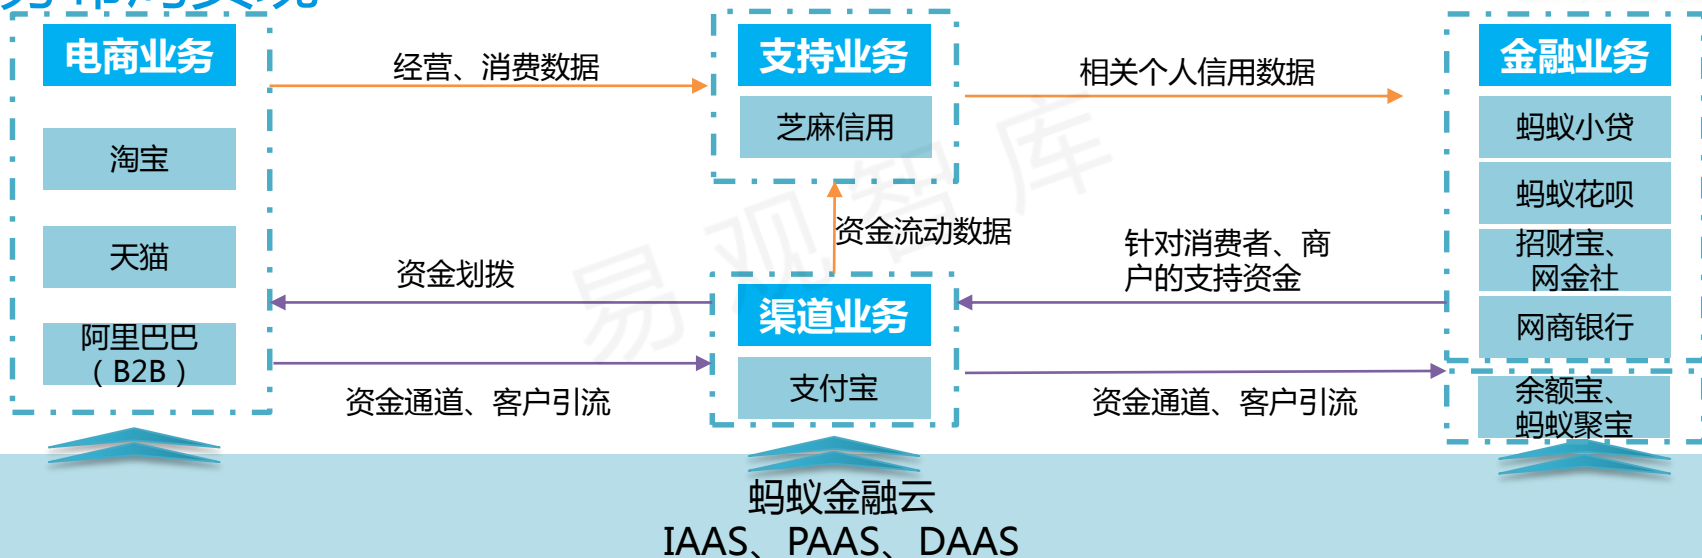 电商业务
淘宝
天猫
阿里巴巴
（B2B）
经营、消费数据
资金划拨
资金通道、客户引流
支持业务
芝麻信用
资金流动数据
渠道业务
支付宝
相关个人信用数据
针对消费者、商
户的支持资金
资金通道、客户引流
金融业务
蚂蚁小贷
蚂蚁花呗
招财宝、
网金社
网商银行
余额宝、
蚂蚁聚宝
蚂蚁金融云
IAAS、PAAS、DAAS
易观智库